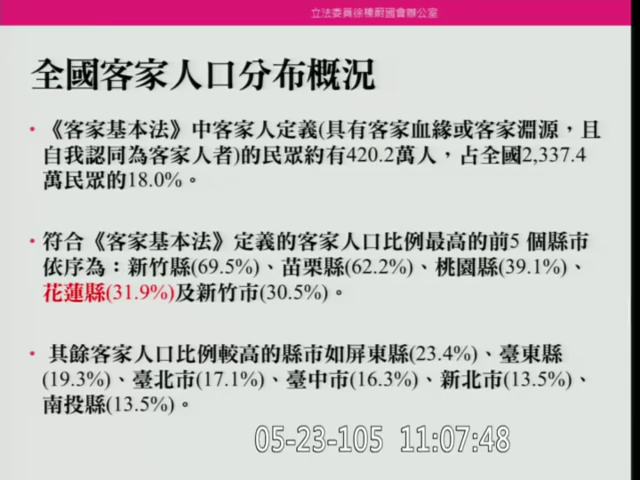 立法委員徐榛蔚國會辦公室
全國客家人口分布概況
• 《客家基本法》中客家人定義(具有客家血緣或客家淵源，且
自我認同為客家人者)的民眾約有420.2萬人，占全國2,337.4
萬民眾的18.0%。
• 符合《客家基本法》定義的客家人口比例最高的前5 個縣市
依序為：新竹縣(69.5%)、苗栗縣(62.2%)、桃園縣(39.1%)、
花蓮縣(31.9%)及新竹市(30.5%)。
• 其餘客家人口比例較高的縣市如屏東縣(23.4%)、臺東縣
(19.3%)、臺北市(17.1%)、臺中市(16.3%)、新北市(13.5%)、
南投縣(13.5%)。
05-23-105 11:07:48